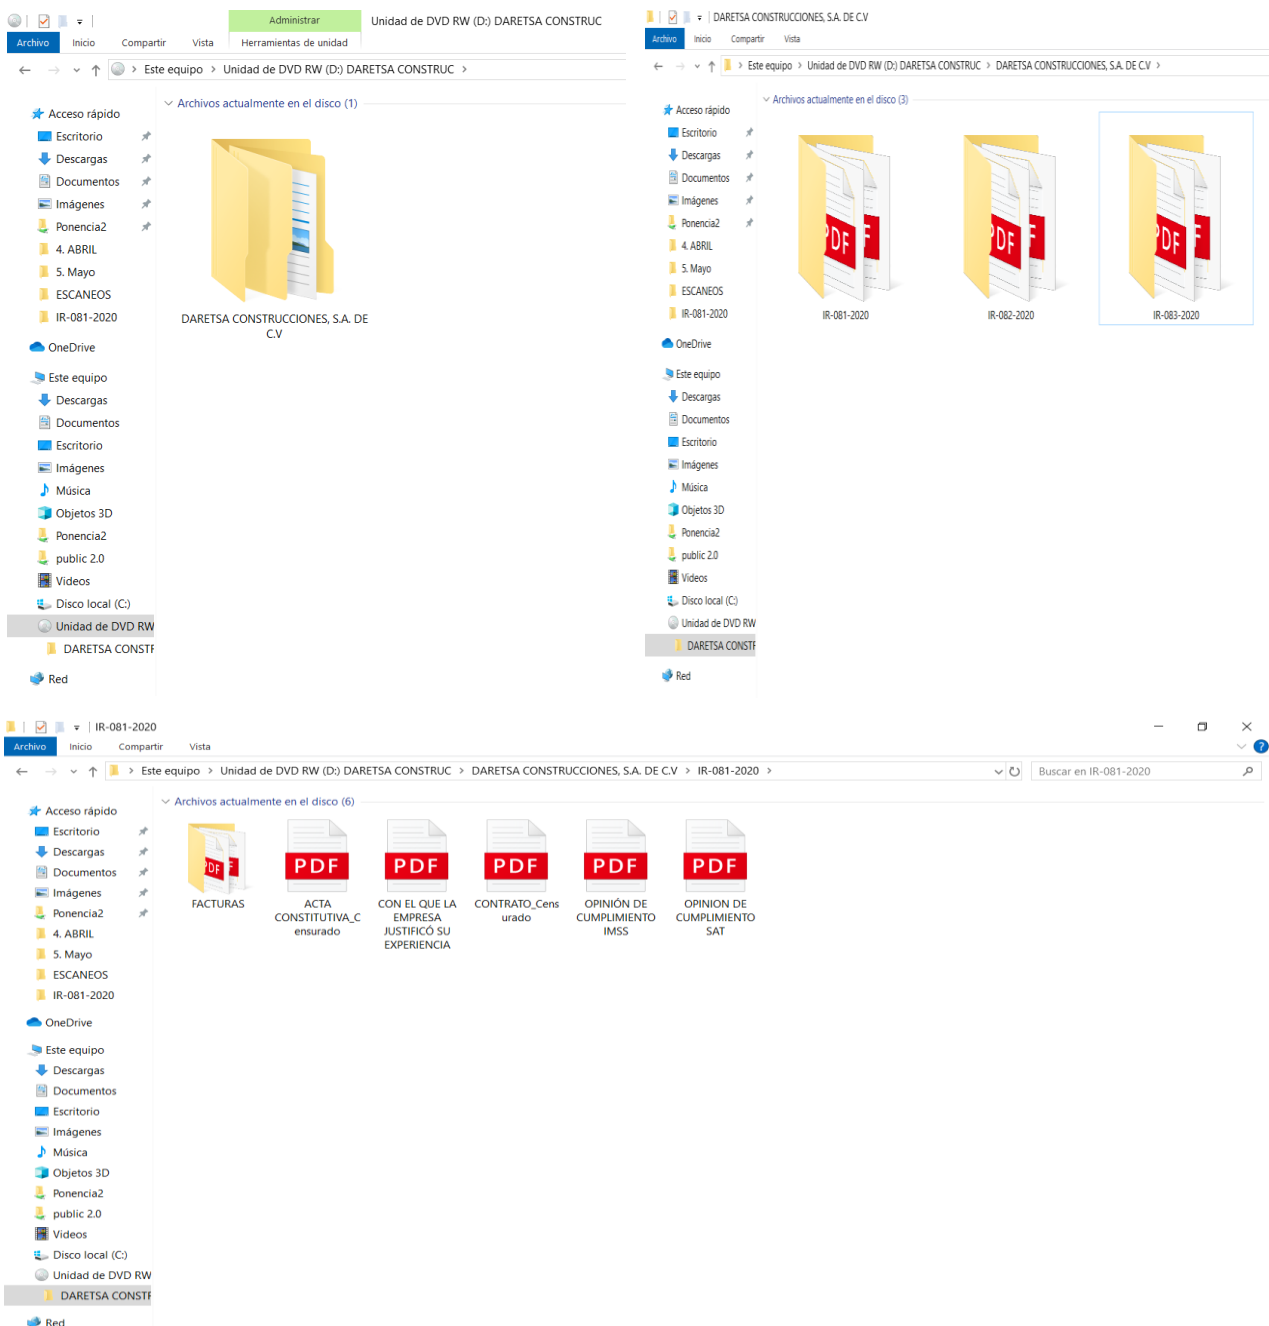 Administrar
Unidad de DVD RW (D:) DARETSA CONSTRUC
Archivo Inicio Compartir Vista Herramientas de unidad
Este equipo > Unidad de DVD RW (D:) DARETSA CONSTRUC >
Acceso rápido
Escritorio
Descargas
Documentos
Imágenes
Ponencia2
4. ABRIL
5. Mayo
ESCANEOS
IR-081-2020
OneDrive
Este equipo
Descargas
Documentos
Escritorio
Imágenes
Música
Objetos 3D
Ponencia2
public 2.0
Videos
Disco local (C:)
Unidad de DVD RW
DARETSA CONSTR
Red
Archivos actualmente en el disco (1)
DARETSA CONSTRUCCIONES, S.A. DE
C.V
DARETSA CONSTRUCCIONES, S.A. DE C.V
Archivo Inicio Compartir Vista
Este equipo > Unidad de DVD RW (D:) DARETSA CONSTRUC > DARETSA CONSTRUCCIONES, S.A. DE C.V >
Acceso rápido
Escritorio
Descargas
Documentos
Imágenes
Ponencia2
4. ABRIL
5. Mayo
ESCANEOS
IR-081-2020
OneDrive
Este equipo
Descargas
Documentos
Escritorio
Imágenes
Música
Objetos 3D
Ponencia2
public 2.0
Videos
Disco local (C:)
Unidad de DVD RW
DARETSA CONSTR
Red
Archivos actualmente en el disco (3)
PDF PDF PDF
IR-081-2020 IR-082-2020 IR-083-2020
IR-081-2020
Archivo Inicio Compartir Vista
Este equipo > Unidad de DVD RW (D:) DARETSA CONSTRUC > DARETSA CONSTRUCCIONES, S.A. DE C.V > IR-081-2020 >
Buscar en IR-081-2020
Acceso rápido
Escritorio
Descargas
Documentos
Imágenes
Ponencia2
4. ABRIL
5. Mayo
ESCANEOS
IR-081-2020
OneDrive
Este equipo
Descargas
Documentos
Escritorio
Imágenes
Música
Objetos 3D
Ponencia2
public 2.0
Videos
Disco local (C:)
Unidad de DVD RW
DARETSA CONSTR
Red
Archivos actualmente en el disco (6)
PDF PDF PDF PDF PDF PDF
FACTURAS
ACTA
CONSTITUTIVA_C
ensurado
CON EL QUE LA
EMPRESA
JUSTIFICÓ SU
EXPERIENCIA
CONTRATO_Cens
urado
OPINIÓN DE
CUMPLIMIENTO
IMSS
OPINION DE
CUMPLIMIENTO
SAT